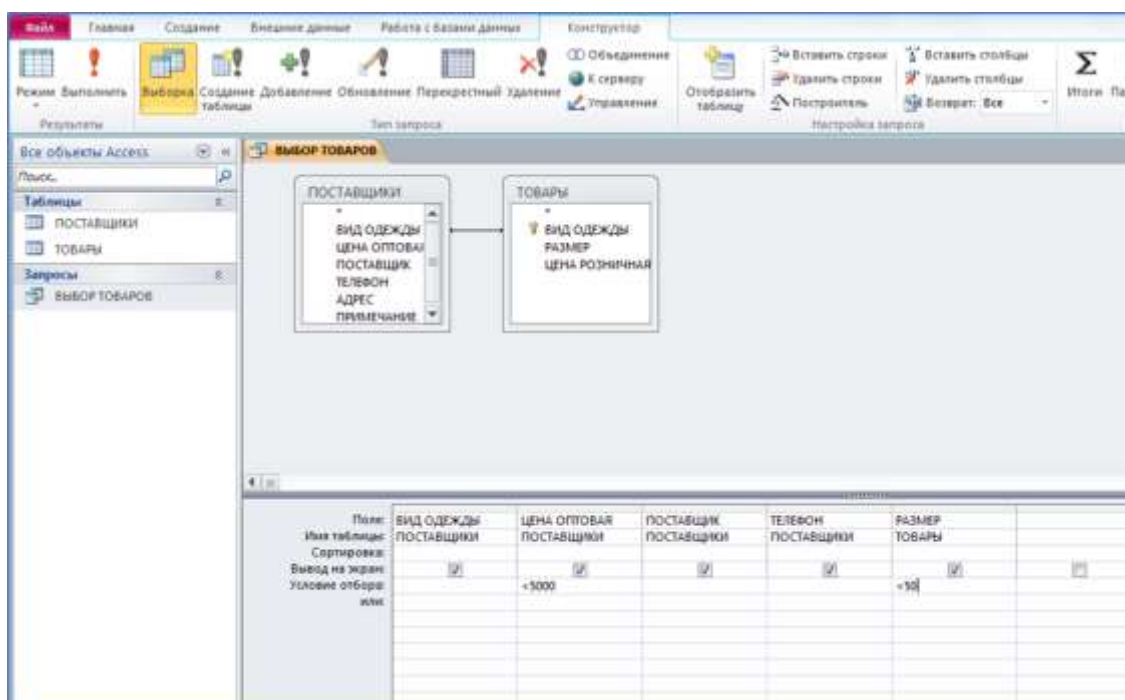 Файл Главная Создание Внешние данные Работа с базами данных Конструктор
Режим Выполнить Выборка Создание таблицы Добавление Обновление Перекрестный Удаление
Объединение
К серверу
Управление
Отобразить таблицу
Вставить строки
Удалить строки
Построитель
Вставить столбцы
Удалить столбцы
Возврат: Все
Итоги
Результаты Тип запроса Настройка запроса
Все объекты Access
Поиск...
Таблицы
ПОСТАВЩИКИ
ТОВАРЫ
Запросы
ВЫБОР ТОВАРОВ
ВЫБОР ТОВАРОВ
ПОСТАВЩИКИ
*
ВИД ОДЕЖДЫ
ЦЕНА ОПТОВАЯ
ПОСТАВЩИК
ТЕЛЕФОН
АДРЕС
ПРИМЕЧАНИЕ
ТОВАРЫ
*
ВИД ОДЕЖДЫ
РАЗМЕР
ЦЕНА РОЗНИЧНАЯ
Поле: ВИД ОДЕЖДЫ ЦЕНА ОПТОВАЯ ПОСТАВЩИК ТЕЛЕФОН РАЗМЕР
Имя таблицы: ПОСТАВЩИКИ ПОСТАВЩИКИ ПОСТАВЩИКИ ПОСТАВЩИКИ ТОВАРЫ
Сортировка:
Вывод на экран:
Условие отбора: <5000 <50
или: